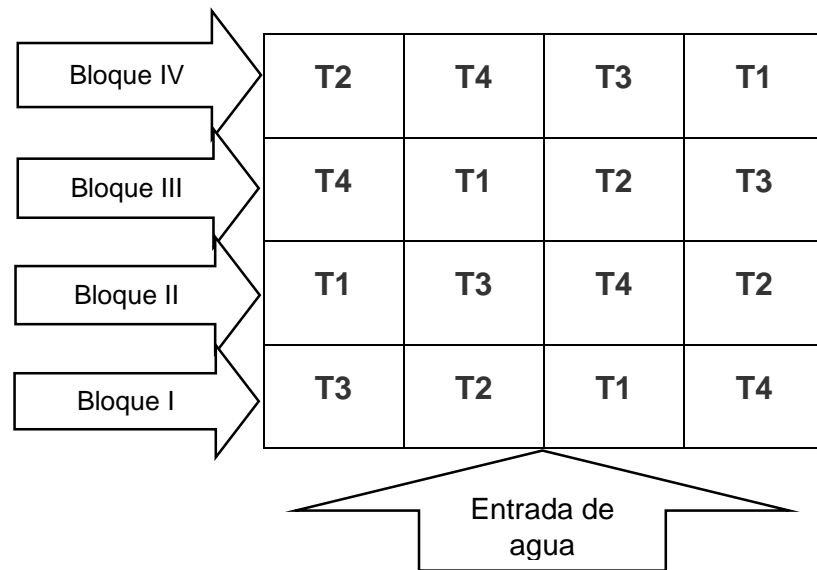 Bloque IV
T2 T4 T3 T1
Bloque III
T4 T1 T2 T3
Bloque II
T1 T3 T4 T2
Bloque I
T3 T2 T1 T4
Entrada de
agua